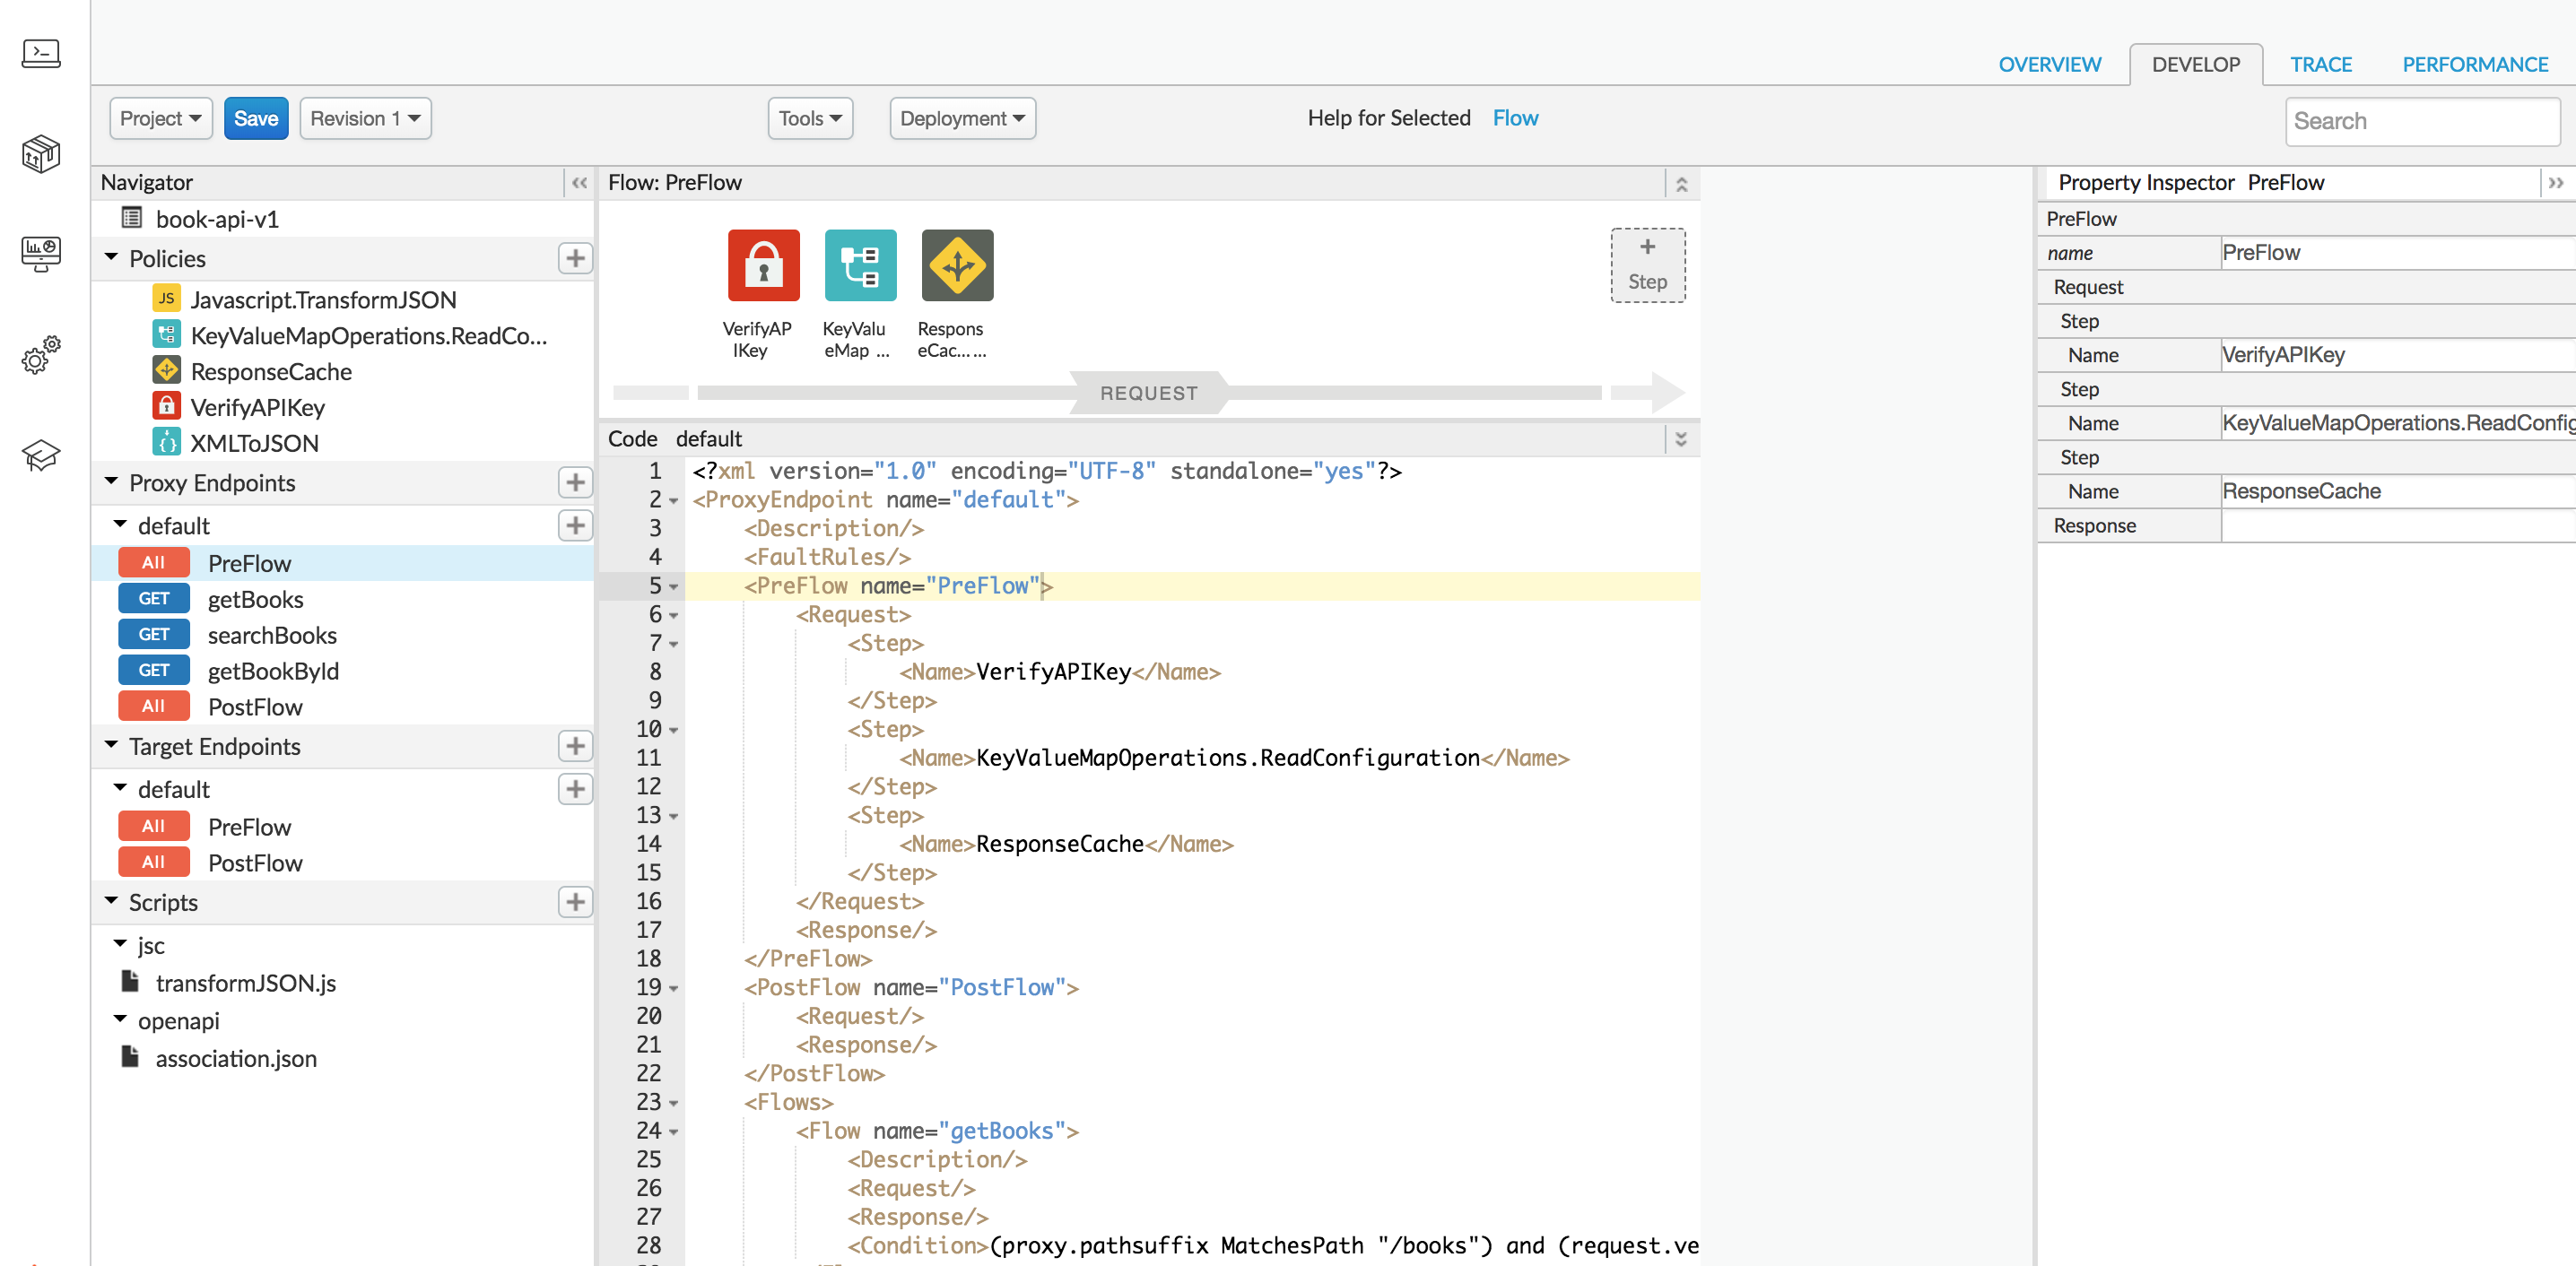 OVERVIEW DEVELOP TRACE PERFORMANCE
Project Save Revision 1 Tools Deployment Help for Selected Flow Search
Navigator
book-api-v1
Policies
JS Javascript.TransformJSON
KeyValueMapOperations.ReadCo...
ResponseCache
VerifyAPIKey
XMLToJSON
Proxy Endpoints
default
All PreFlow
GET getBooks
GET searchBooks
GET getBookById
All PostFlow
Target Endpoints
default
All PreFlow
All PostFlow
Scripts
jsc
transformJSON.js
openapi
association.json
Flow: PreFlow
+
Step
VerifyAP
IKey
KeyValu
eMap ...
Respons
eCac... ...
REQUEST
Code default
1 <?xml version="1.0" encoding="UTF-8" standalone="yes"?>
2 <ProxyEndpoint name="default">
3 <Description/>
4 <FaultRules/>
5 <PreFlow name="PreFlow">
6 <Request>
7 <Step>
8 <Name>VerifyAPIKey</Name>
9 </Step>
10 <Step>
11 <Name>KeyValueMapOperations.ReadConfiguration</Name>
12 </Step>
13 <Step>
14 <Name>ResponseCache</Name>
15 </Step>
16 </Request>
17 <Response/>
18 </PreFlow>
19 <PostFlow name="PostFlow">
20 <Request/>
21 <Response/>
22 </PostFlow>
23 <Flows>
24 <Flow name="getBooks">
25 <Description/>
26 <Request/>
27 <Response/>
28 <Condition>(proxy.pathsuffix MatchesPath "/books") and (request.ve
Property Inspector PreFlow
PreFlow
name PreFlow
Request
Step
Name VerifyAPIKey
Step
Name KeyValueMapOperations.ReadConfig
Step
Name ResponseCache
Response